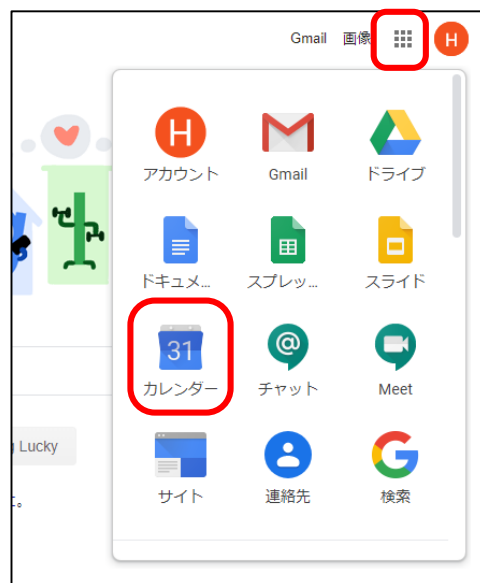 Gmail 画像 H
H
アカウント Gmail ドライブ
ドキュメ... スプレッ... スライド
31
カレンダー チャット Meet
Lucky
サイト 連絡先 検索